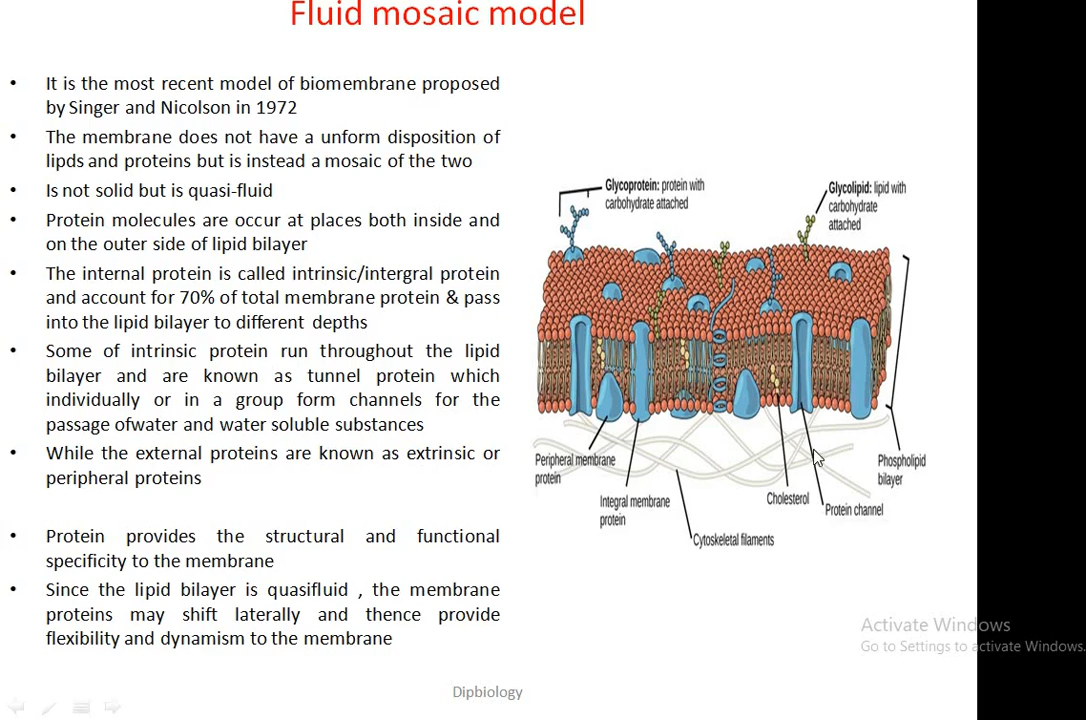 Fluid mosaic model
• It is the most recent model of biomembrane proposed
by Singer and Nicolson in 1972
• The membrane does not have a unform disposition of
lipds and proteins but is instead a mosaic of the two
• Is not solid but is quasi-fluid
• Protein molecules are occur at places both inside and
on the outer side of lipid bilayer
• The internal protein is called intrinsic/intergral protein
and account for 70% of total membrane protein & pass
into the lipid bilayer to different depths
• Some of intrinsic protein run throughout the lipid
bilayer and are known as tunnel protein which
individually or in a group form channels for the
passage ofwater and water soluble substances
• While the external proteins are known as extrinsic or
peripheral proteins
• Protein provides the structural and functional
specificity to the membrane
• Since the lipid bilayer is quasifluid , the membrane
proteins may shift laterally and thence provide
flexibility and dynamism to the membrane
Glycoprotein: protein with
carbohydrate attached
Glycolipid: lipid with
carbohydrate
attached
Peripheral membrane
protein
Integral membrane
protein
Cytoskeletal filaments
Cholesterol
Protein channel
Phospholipid
bilayer
Activate Windows
Go to Settings to activate Windows.
Dipbiology